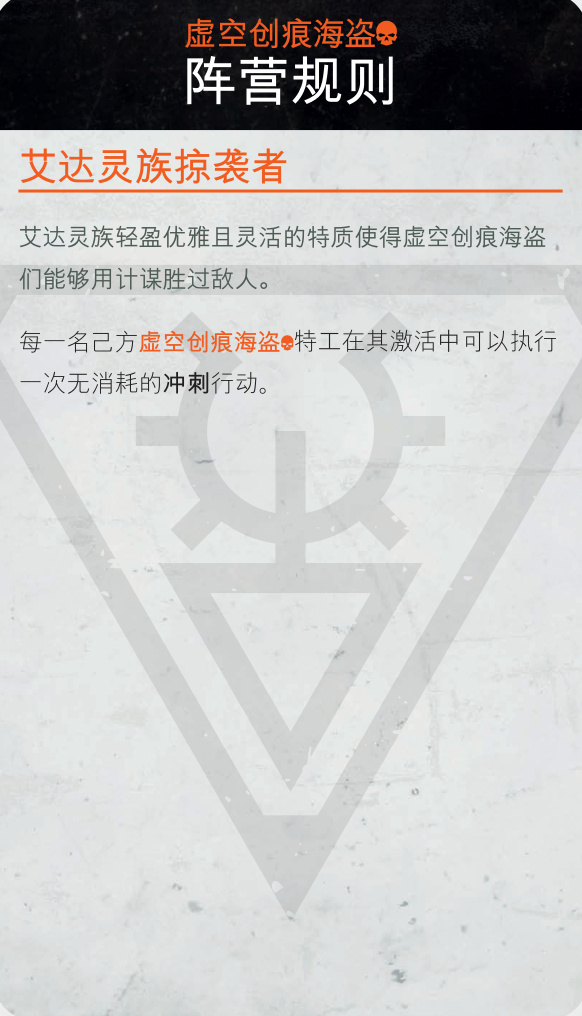 虚空创痕海盗
阵营规则
艾达灵族掠袭者
艾达灵族轻盈优雅且灵活的特质使得虚空创痕海盗
们能够用计谋胜过敌人。
每一名己方虚空创痕海盗特工在其激活中可以执行
一次无消耗的冲刺行动。